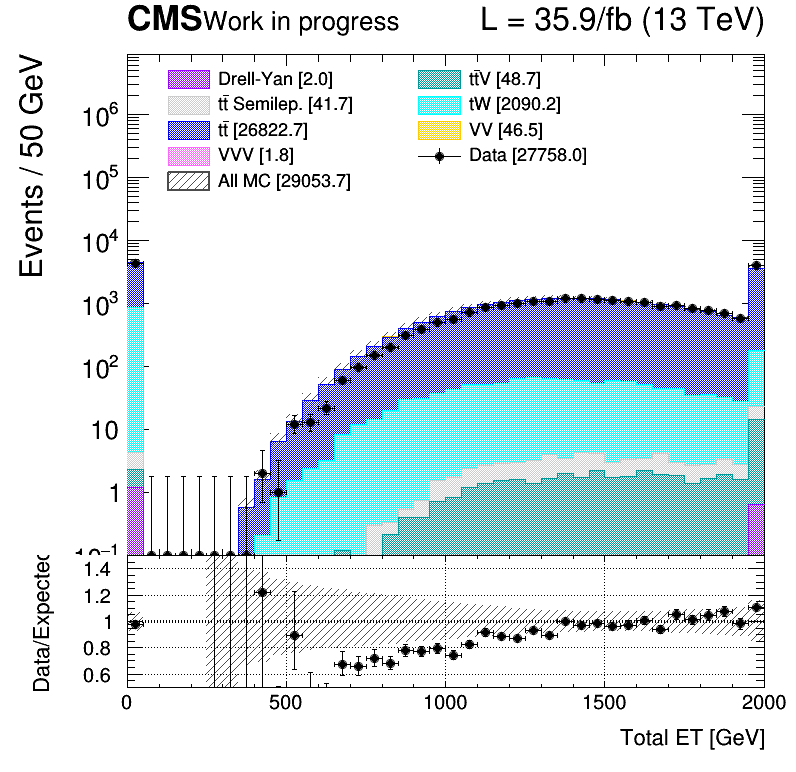 CMS Work in progress L = 35.9/fb (13 TeV)
Events / 50 GeV
Drell-Yan [2.0] tt̄V [48.7]
tt̄ Semilep. [41.7] tW [2090.2]
tt̄ [26822.7] VV [46.5]
VVV [1.8] Data [27758.0]
All MC [29053.7]
10⁶
10⁵
10⁴
10³
10²
10
1
10⁻¹
Data/Expected
1.4
1.2
1
0.8
0.6
0 500 1000 1500 2000
Total ET [GeV]